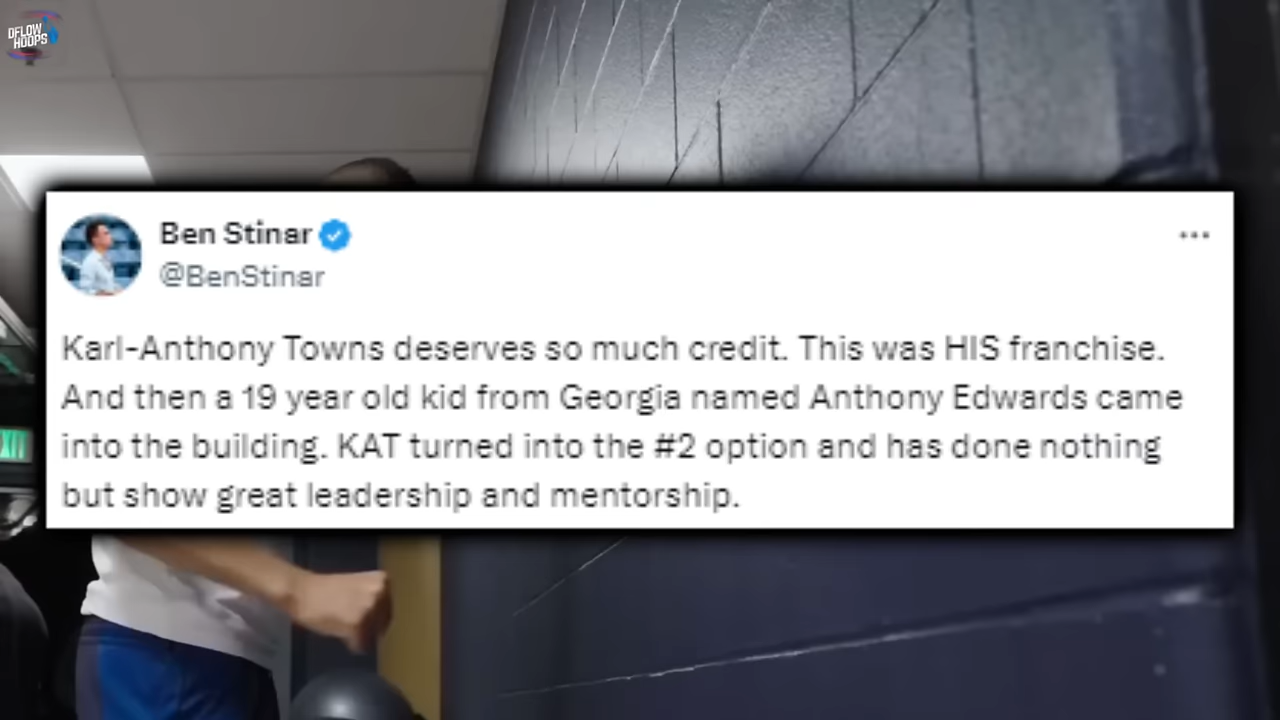 DFLOW
HOOPS
Ben Stinar
@BenStinar
Karl-Anthony Towns deserves so much credit. This was HIS franchise.
And then a 19 year old kid from Georgia named Anthony Edwards came
into the building. KAT turned into the #2 option and has done nothing
but show great leadership and mentorship.